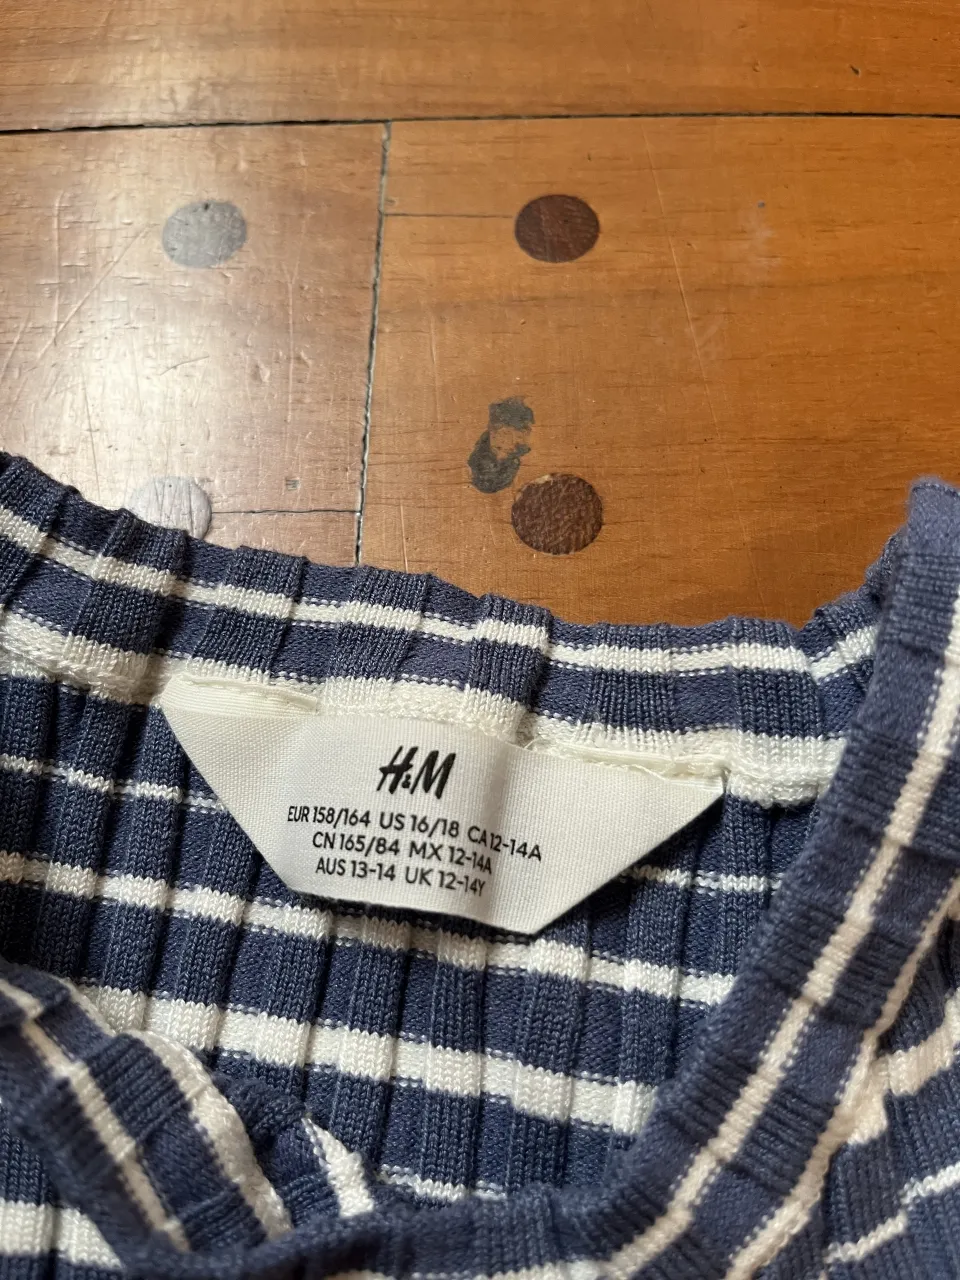 H&M
EUR 158/164 US 16/18 CA 12-14A
CN 165/84 MX 12-14A
AUS 13-14 UK 12-14Y